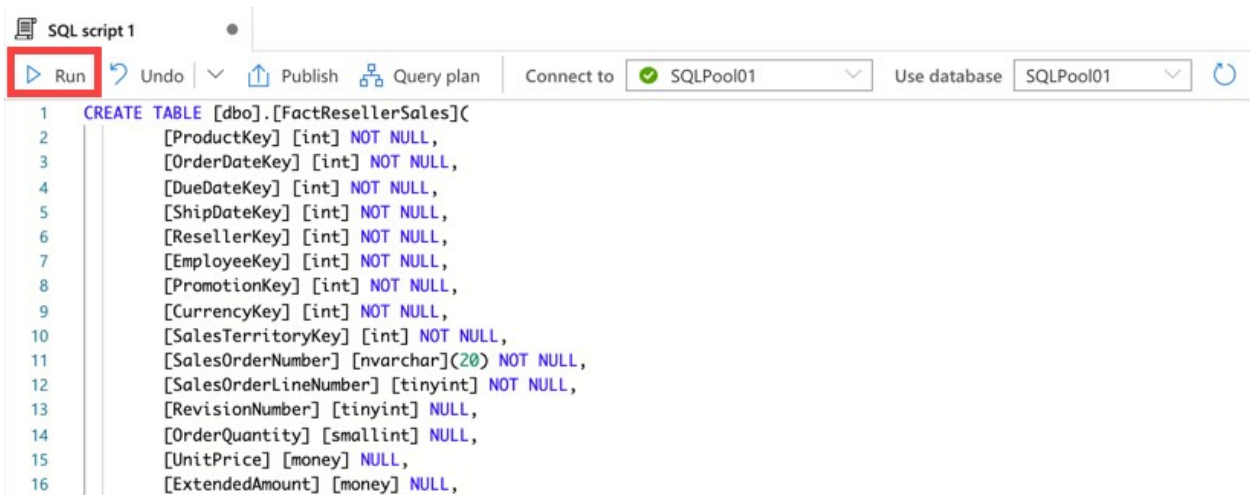 SQL script 1
Run Undo Publish Query plan Connect to SQLPool01 Use database SQLPool01
1 CREATE TABLE [dbo].[FactResellerSales](
2 [ProductKey] [int] NOT NULL,
3 [OrderDateKey] [int] NOT NULL,
4 [DueDateKey] [int] NOT NULL,
5 [ShipDateKey] [int] NOT NULL,
6 [ResellerKey] [int] NOT NULL,
7 [EmployeeKey] [int] NOT NULL,
8 [PromotionKey] [int] NOT NULL,
9 [CurrencyKey] [int] NOT NULL,
10 [SalesTerritoryKey] [int] NOT NULL,
11 [SalesOrderNumber] [nvarchar](20) NOT NULL,
12 [SalesOrderLineNumber] [tinyint] NOT NULL,
13 [RevisionNumber] [tinyint] NULL,
14 [OrderQuantity] [smallint] NULL,
15 [UnitPrice] [money] NULL,
16 [ExtendedAmount] [money] NULL,